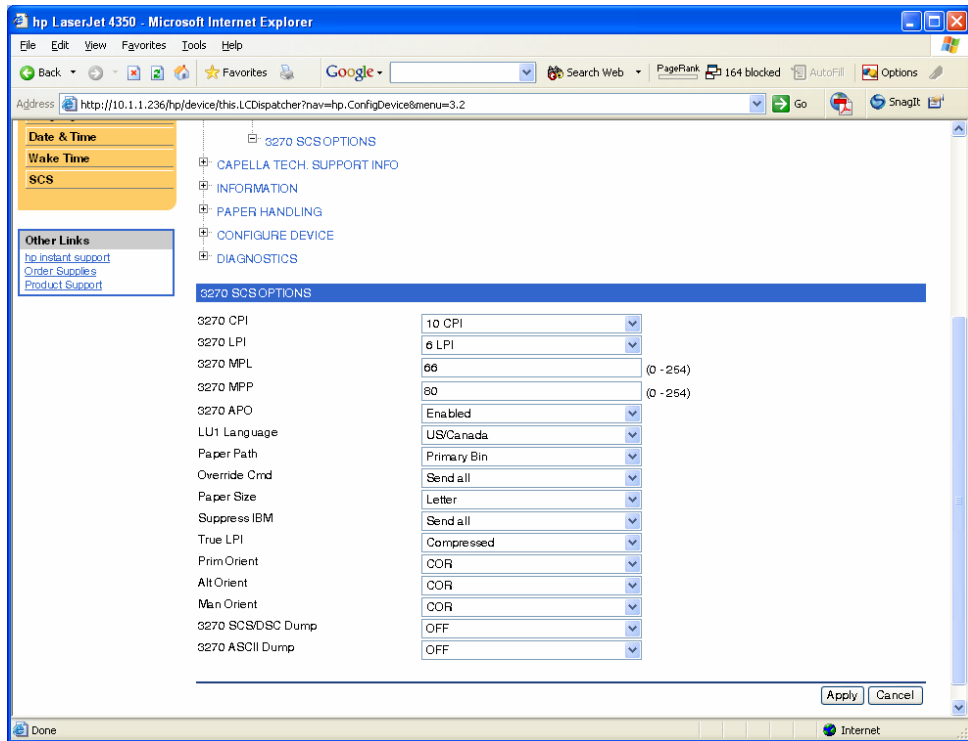 hp LaserJet 4350 - Microsoft Internet Explorer
File Edit View Favorites Tools Help
Back Favorites Google Search Web PageRank 164 blocked AutoFill Options
Address http://10.1.1.236/hp/device/this.LCDispatcher?nav=hp.ConfigDevice&menu=3.2 Go SnagIt
Date & Time
Wake Time
SCS
Other Links
hp instant support
Order Supplies
Product Support
3270 SCS OPTIONS
CAPELLA TECH. SUPPORT INFO
INFORMATION
PAPER HANDLING
CONFIGURE DEVICE
DIAGNOSTICS
3270 SCS OPTIONS
3270 CPI 10 CPI
3270 LPI 6 LPI
3270 MPL 66 (0 - 254)
3270 MPP 80 (0 - 254)
3270 APO Enabled
LU1 Language US/Canada
Paper Path Primary Bin
Override Cmd Send all
Paper Size Letter
Suppress IBM Send all
True LPI Compressed
Prim Orient COR
Alt Orient COR
Man Orient COR
3270 SCS/DSC Dump OFF
3270 ASCII Dump OFF
Apply Cancel
Done Internet